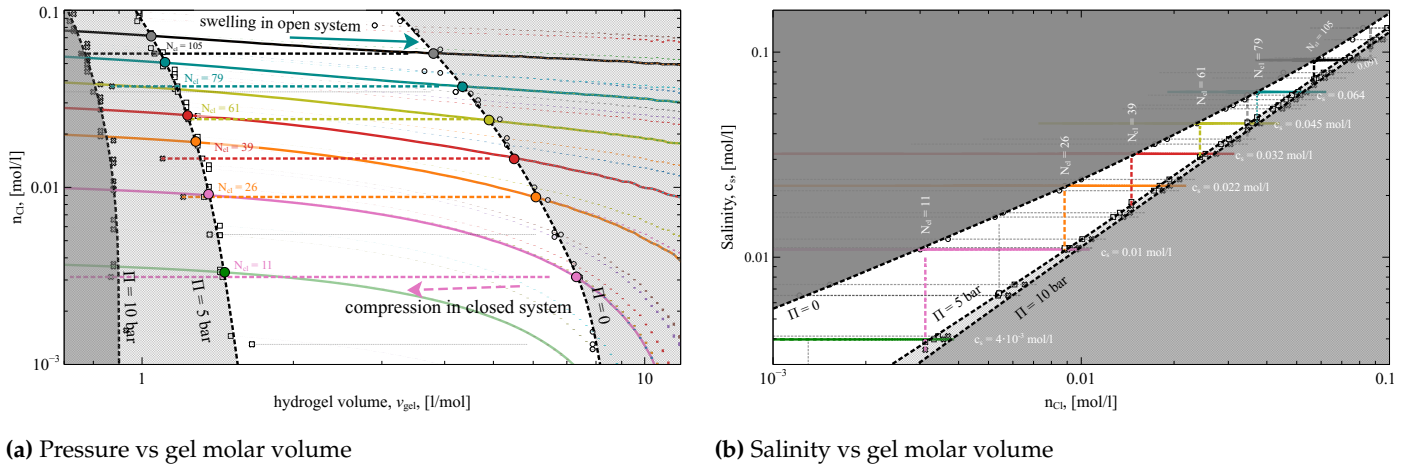 swelling in open system
N_cl = 105
N_cl = 79
N_cl = 61
N_cl = 39
N_cl = 26
N_cl = 11
compression in closed system
Π = 10 bar
Π = 5 bar
Π = 0
0.1
0.01
10⁻³
n_Cl, [mol/l]
1
10
hydrogel volume, v_gel, [l/mol]
(a) Pressure vs gel molar volume
N_cl = 105
N_cl = 79
N_cl = 61
N_cl = 39
N_cl = 26
N_cl = 11
0.091
c_s = 0.064
c_s = 0.045 mol/l
c_s = 0.032 mol/l
c_s = 0.022 mol/l
c_s = 0.01 mol/l
c_s = 4·10⁻³ mol/l
Π = 0
Π = 5 bar
Π = 10 bar
0.1
0.01
Salinity, c_s, [mol/l]
10⁻³
0.01
0.1
n_Cl, [mol/l]
(b) Salinity vs gel molar volume